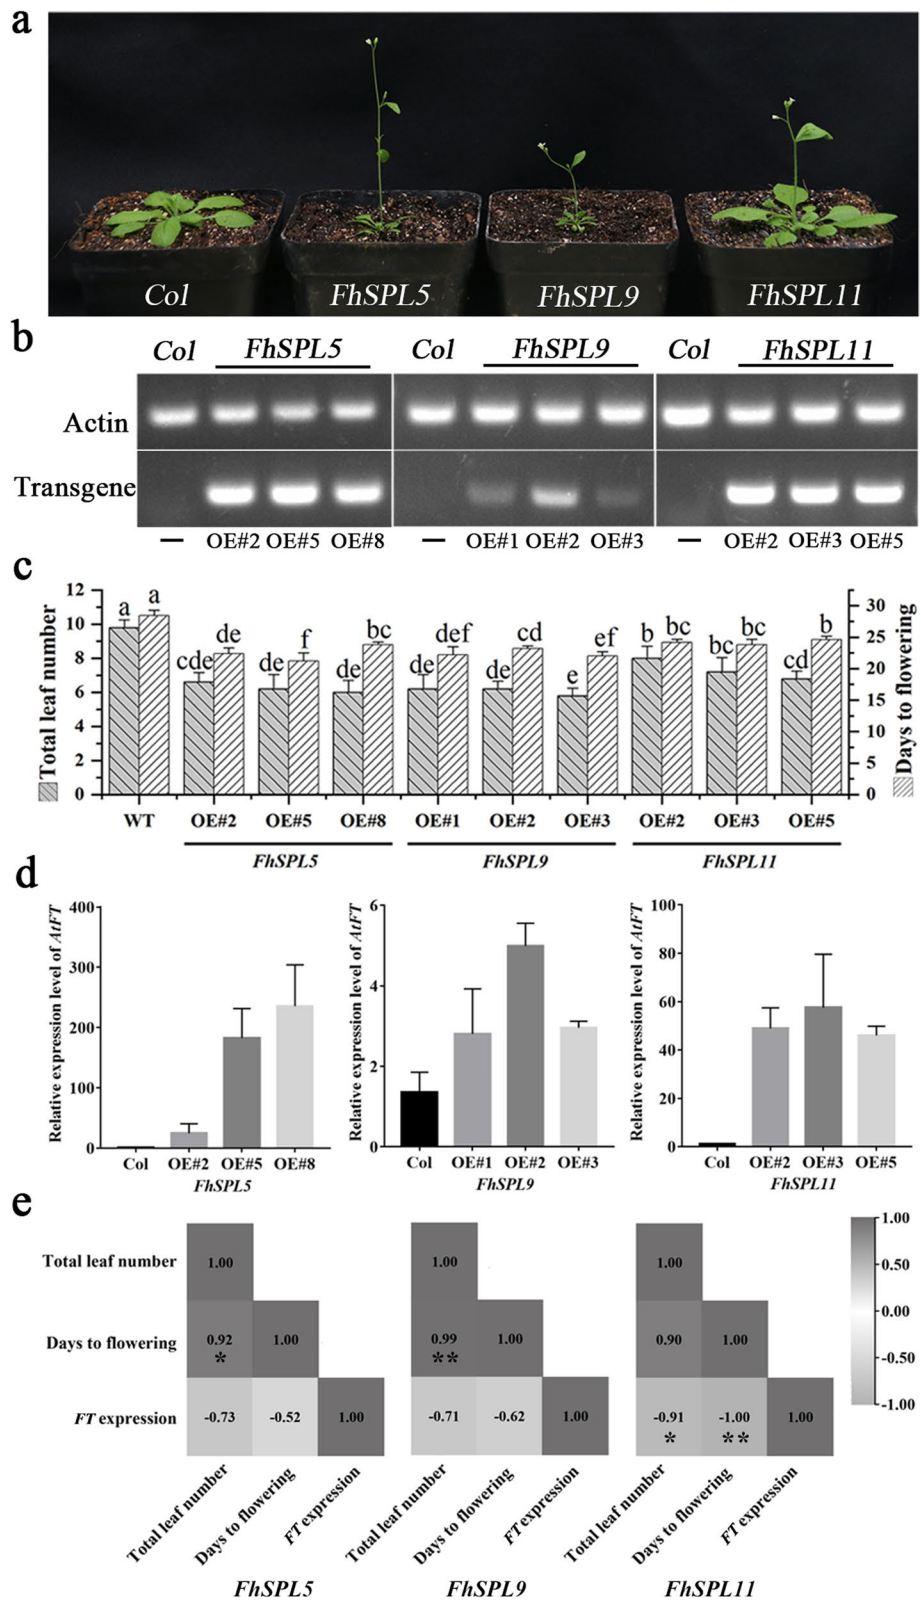 a
Col FhSPL5 FhSPL9 FhSPL11
b
Col FhSPL5 Col FhSPL9 Col FhSPL11
Actin
Transgene
— OE#2 OE#5 OE#8 — OE#1 OE#2 OE#3 — OE#2 OE#3 OE#5
c
Total leaf number
12
10
8
6
4
2
0
a a cde de de f de bc de def de cd e ef b bc bc bc cd b
30
25
20
15
10
5
0
Days to flowering
WT OE#2 OE#5 OE#8 OE#1 OE#2 OE#3 OE#2 OE#3 OE#5
FhSPL5 FhSPL9 FhSPL11
d
Relative expression level of AtFT
400
300
200
100
0
Col OE#2 OE#5 OE#8
FhSPL5
Relative expression level of AtFT
6
4
2
0
Col OE#1 OE#2 OE#3
FhSPL9
Relative expression level of AtFT
100
80
60
40
20
0
Col OE#2 OE#3 OE#5
FhSPL11
e
Total leaf number 1.00 1.00 1.00
Days to flowering 0.92 1.00 0.99 1.00 0.90 1.00
* **
FT expression -0.73 -0.52 1.00 -0.71 -0.62 1.00 -0.91 -1.00 1.00
* **
1.00
0.50
0.00
-0.50
-1.00
Total leaf number Days to flowering FT expression Total leaf number Days to flowering FT expression Total leaf number Days to flowering FT expression
FhSPL5 FhSPL9 FhSPL11